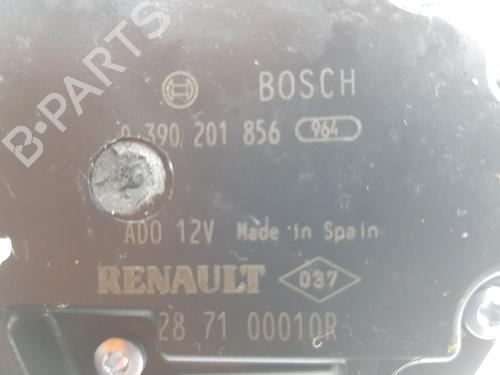 B-PARTS
BOSCH
0 390 201 856 964
ADO 12V Made in Spain
RENAULT 037
28 71 00010R